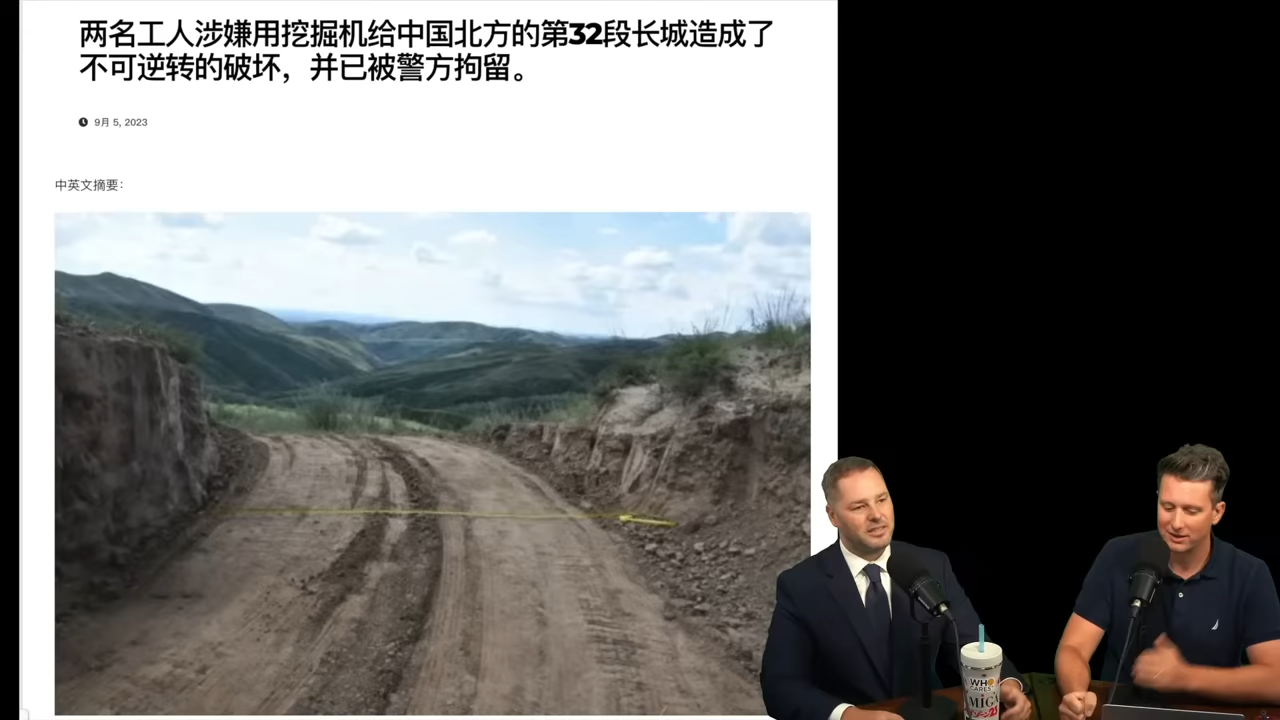 两名工人涉嫌用挖掘机给中国北方的第32段长城造成了
不可逆转的破坏，并已被警方拘留。
9月 5, 2023
中英文摘要：
WHO
CARES
MIGA